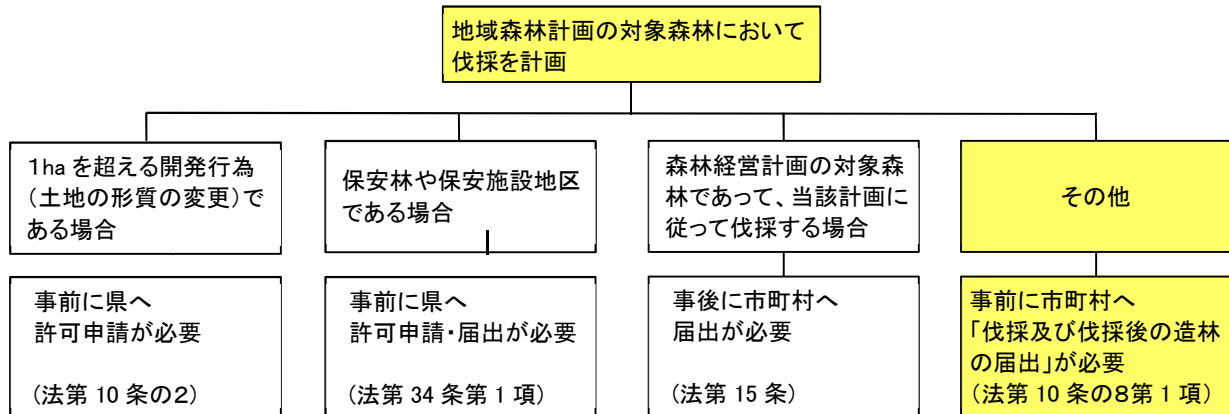 地域森林計画の対象森林において
伐採を計画
1ha を超える開発行為
(土地の形質の変更)で
ある場合
保安林や保安施設地区
である場合
森林経営計画の対象森
林であって、当該計画に
従って伐採する場合
その他
事前に県へ
許可申請が必要
(法第 10 条の2)
事前に県へ
許可申請・届出が必要
(法第 34 条第 1 項)
事後に市町村へ
届出が必要
(法第 15 条)
事前に市町村へ
「伐採及び伐採後の造林
の届出」が必要
(法第 10 条の8第 1 項)